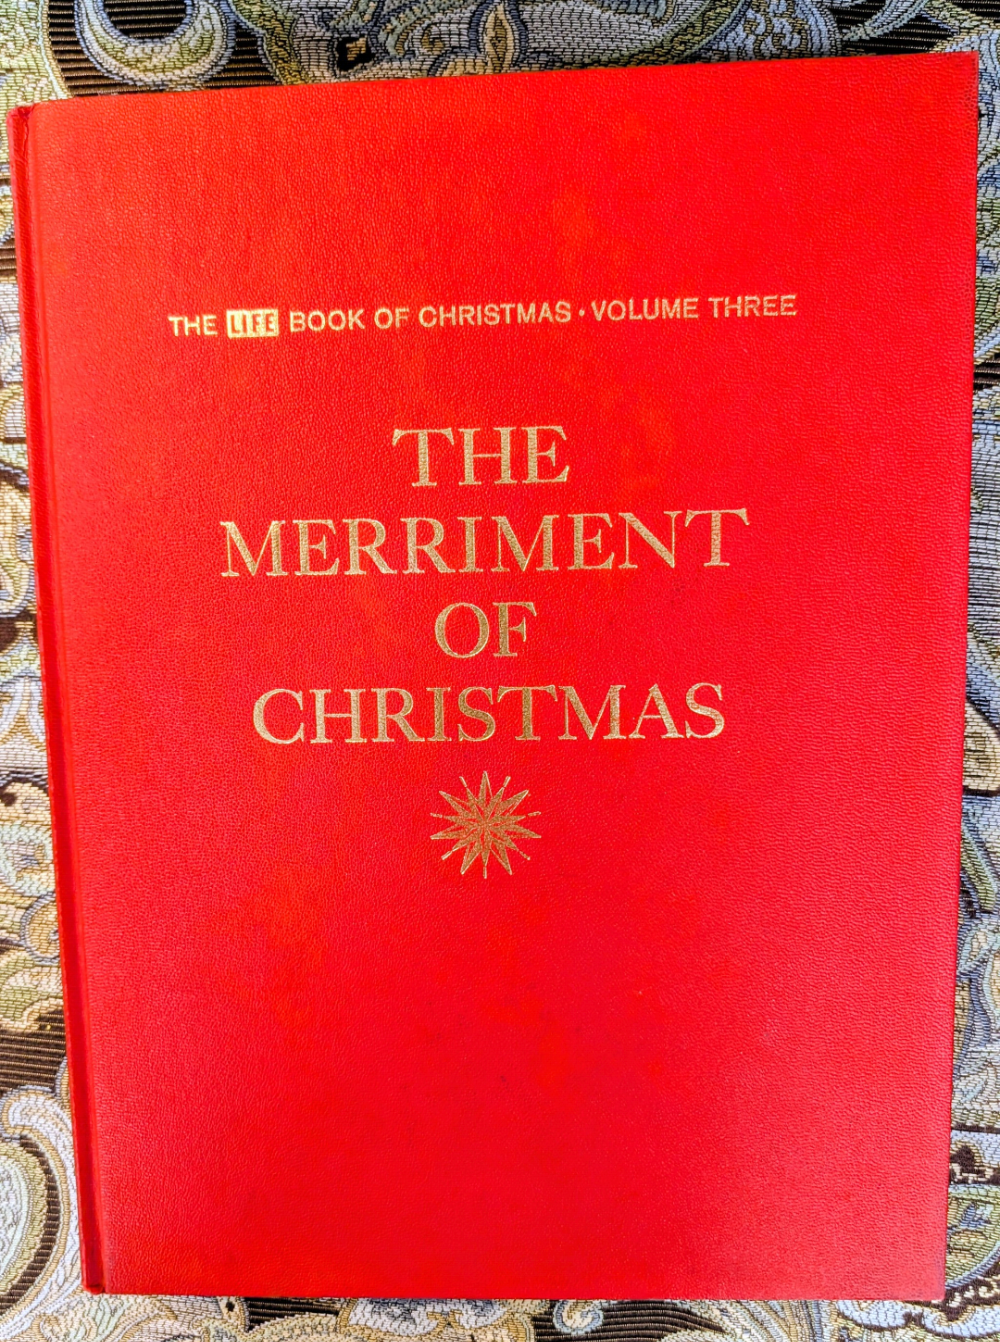 THE LIFE BOOK OF CHRISTMAS • VOLUME THREE
THE
MERRIMENT
OF
CHRISTMAS